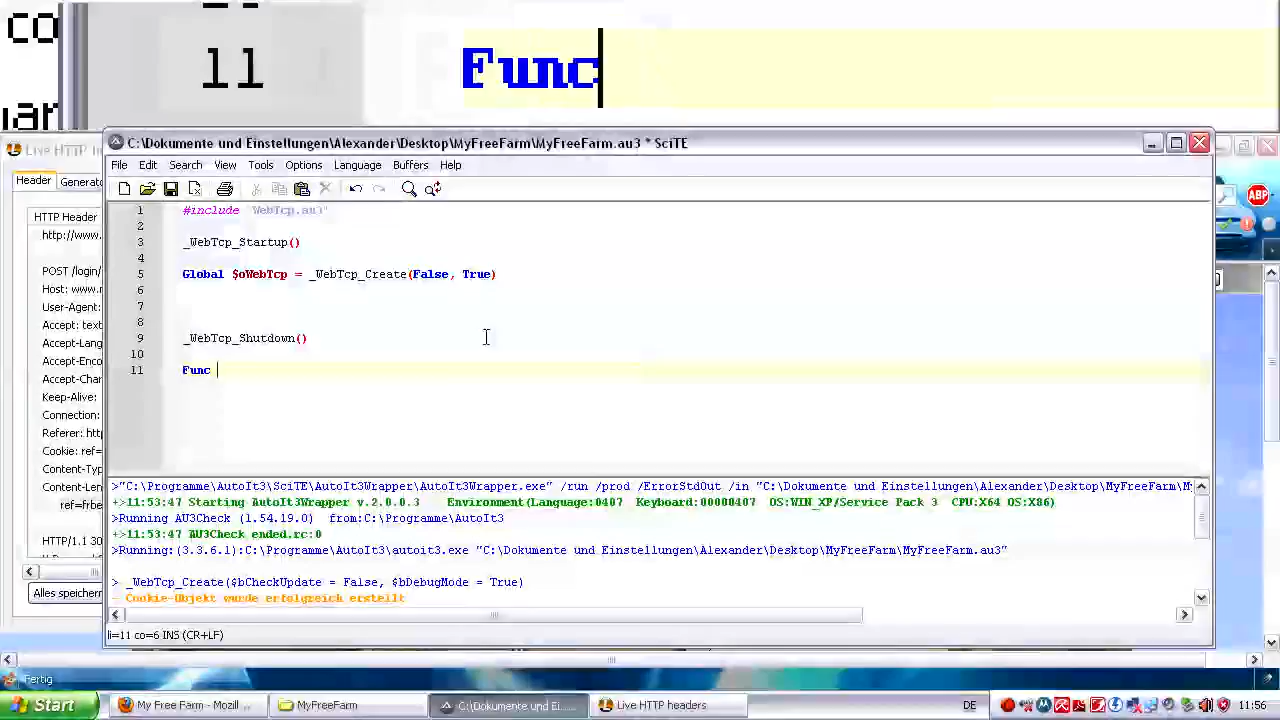 co
11 Func
nar
Live HTTP
C:\Dokumente und Einstellungen\Alexander\Desktop\MyFreeFarm\MyFreeFarm.au3 * SciTE
File Edit Search View Tools Options Language Buffers Help
Header Generator
ABP
HTTP Header
http://www.
POST /login/
Host: www.
User-Agent:
Accept: text
Accept-Lang
Accept-Enco
Accept-Char
Keep-Alive:
Connection:
Referer: http
Cookie: ref=
Content-Typ
Content-Len
ref=frbe
HTTP/1.1 30
Alles speichern
1 #include "WebTcp.au3"
2
3 _WebTcp_Startup()
4
5 Global $oWebTcp = _WebTcp_Create(False, True)
6
7
8
9 _WebTcp_Shutdown()
10
11 Func
>"C:\Programme\AutoIt3\SciTE\AutoIt3Wrapper\AutoIt3Wrapper.exe" /run /prod /ErrorStdOut /in "C:\Dokumente und Einstellungen\Alexander\Desktop\MyFreeFarm\M
+>11:53:47 Starting AutoIt3Wrapper v.2.0.0.3 Environment(Language:0407 Keyboard:00000407 OS:WIN_XP/Service Pack 3 CPU:X64 OS:X86)
>Running AU3Check (1.54.19.0) from:C:\Programme\AutoIt3
+>11:53:47 AU3Check ended.rc:0
>Running:(3.3.6.1):C:\Programme\AutoIt3\autoit3.exe "C:\Dokumente und Einstellungen\Alexander\Desktop\MyFreeFarm\MyFreeFarm.au3"
> _WebTcp_Create($bCheckUpdate = False, $bDebugMode = True)
- Cookie-Objekt wurde erfolgreich erstellt
li=11 co=6 INS (CR+LF)
Fertig
Start My Free Farm - Mozill ... MyFreeFarm C:\Dokumente und Ei... Live HTTP headers DE 11:56